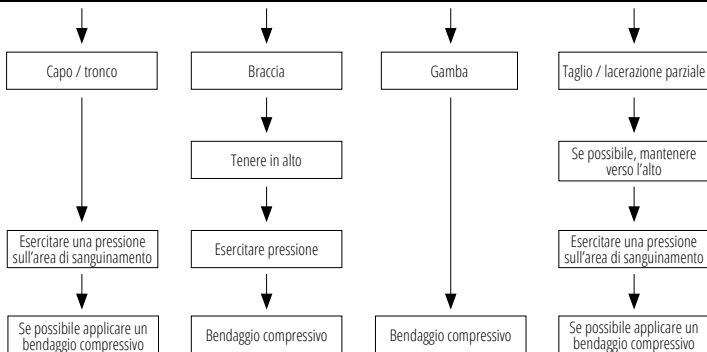 Capo / tronco
Braccia
Gamba
Taglio / lacerazione parziale
Tenere in alto
Se possibile, mantenere
verso l'alto
Esercitare una pressione
sull'area di sanguinamento
Esercitare pressione
Esercitare una pressione
sull'area di sanguinamento
Se possibile applicare un
bendaggio compressivo
Bendaggio compressivo
Bendaggio compressivo
Se possibile applicare un
bendaggio compressivo